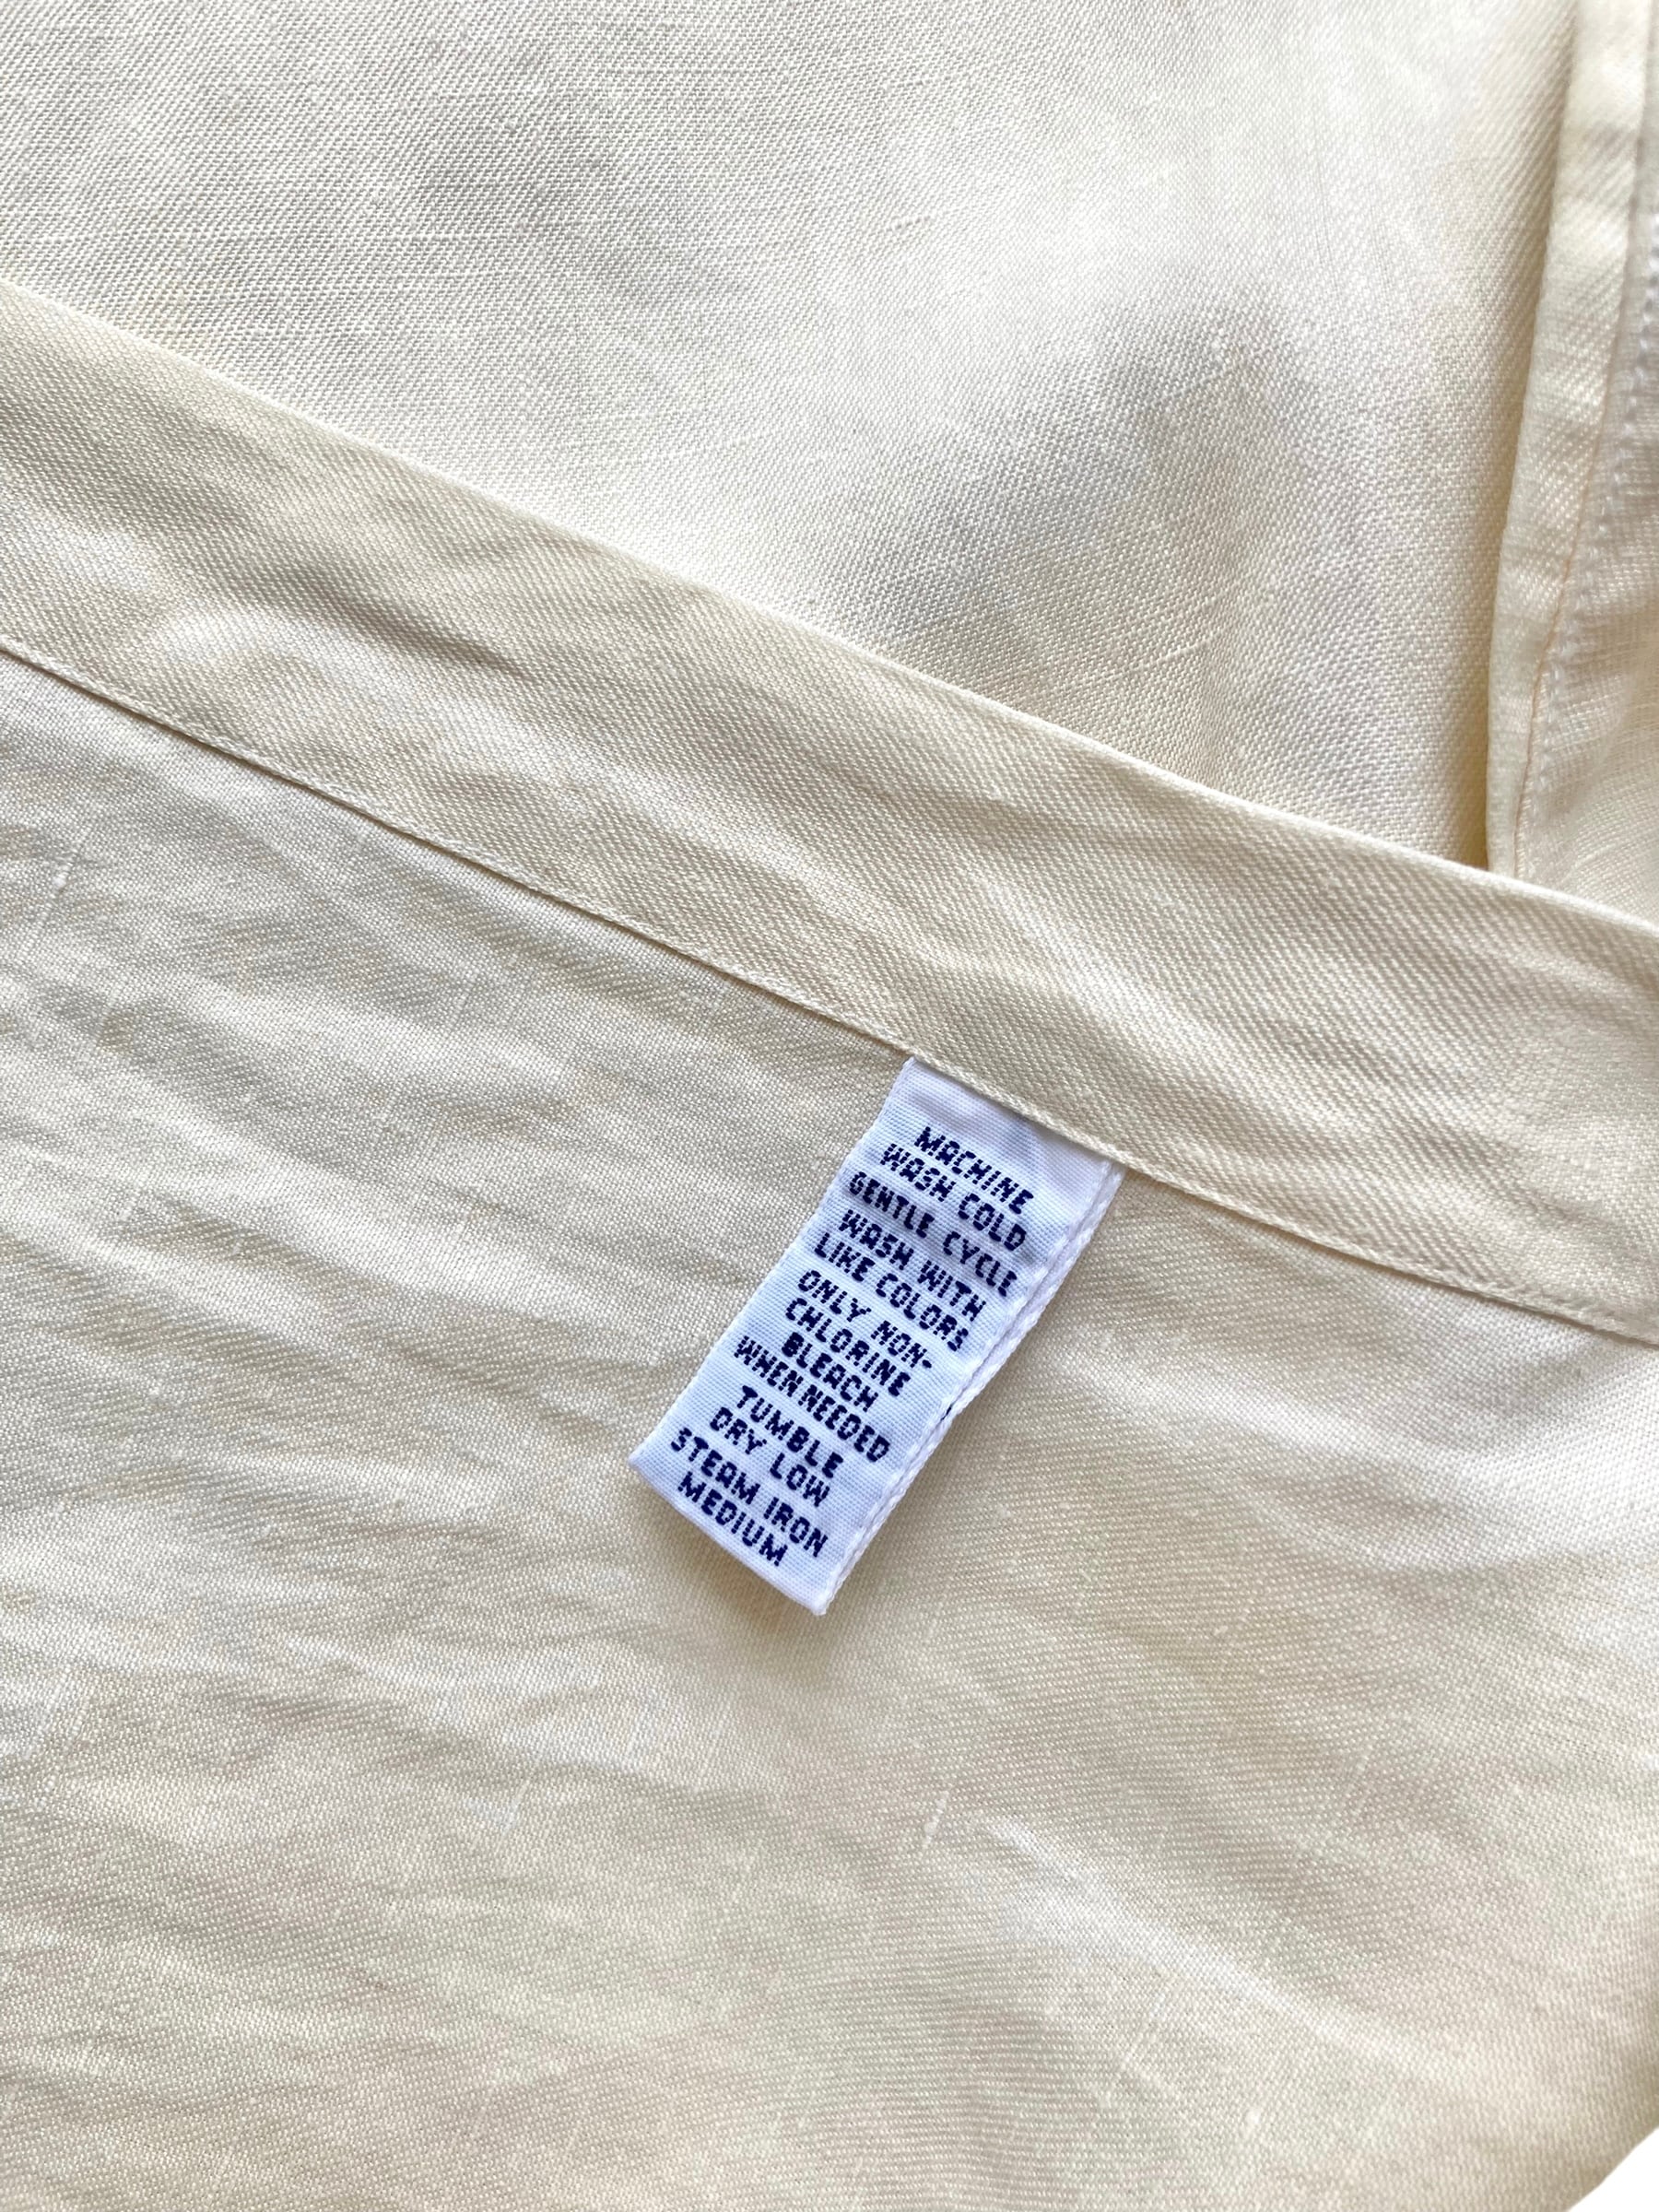 MACHINE
WASH COLD
GENTLE CYCLE
WASH WITH
LIKE COLORS
ONLY NON-
CHLORINE
BLEACH
WHEN NEEDED
TUMBLE
DRY LOW
STEAM IRON
MEDIUM